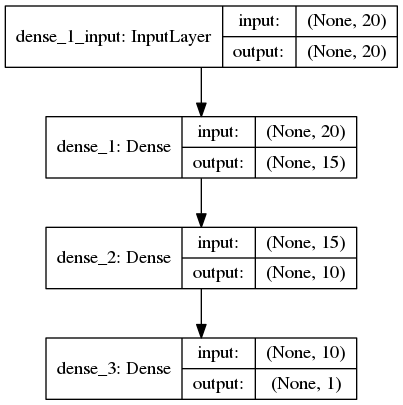 dense_1_input: InputLayer
input: (None, 20)
output: (None, 20)
dense_1: Dense
input: (None, 20)
output: (None, 15)
dense_2: Dense
input: (None, 15)
output: (None, 10)
dense_3: Dense
input: (None, 10)
output: (None, 1)